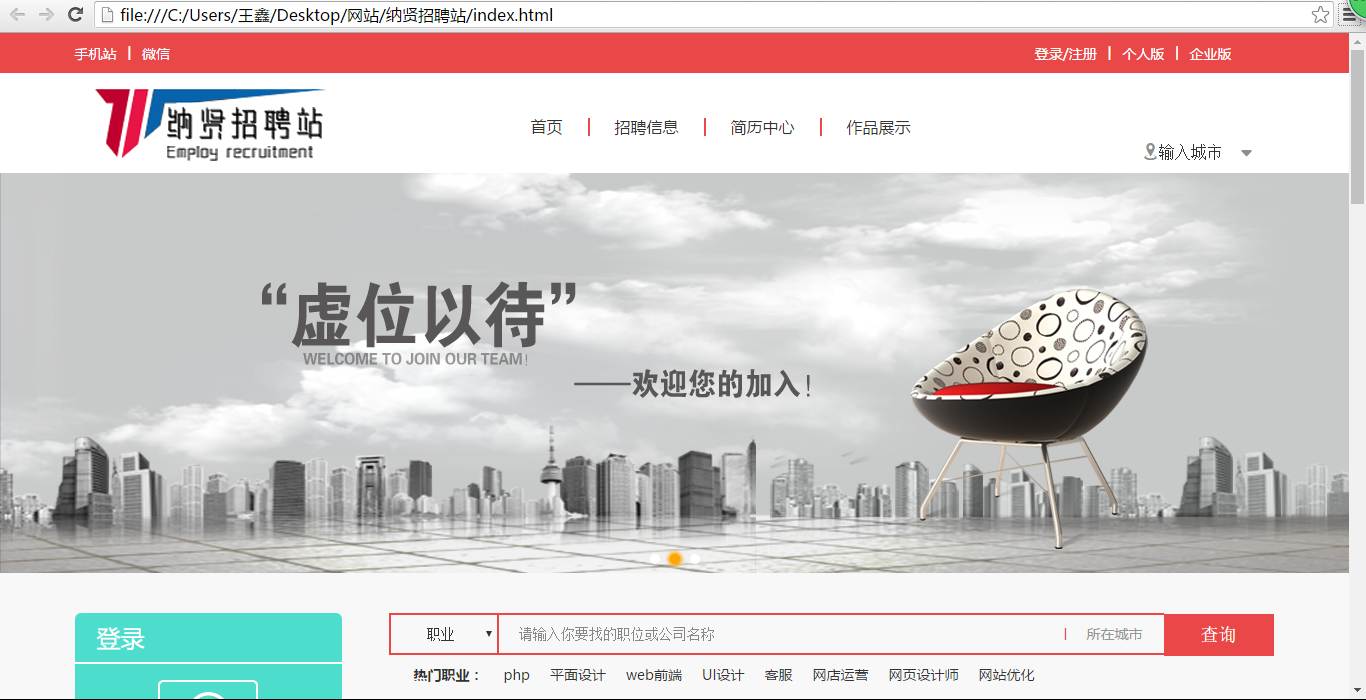 file:///C:/Users/王鑫/Desktop/网站/纳贤招聘站/index.html
手机站 | 微信
登录/注册 | 个人版 | 企业版
纳贤招聘站
Employ recruitment
首页 | 招聘信息 | 简历中心 | 作品展示
输入城市
“虚位以待”
WELCOME TO JOIN OUR TEAM!
——欢迎您的加入!
登录
职业 请输入你要找的职位或公司名称 | 所在城市 查询
热门职业： php 平面设计 web前端 UI设计 客服 网店运营 网页设计师 网站优化